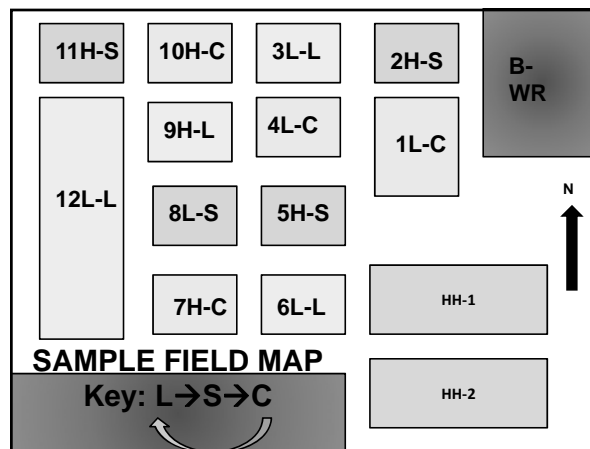 11H-S 10H-C 3L-L 2H-S B-
WR
9H-L 4L-C 1L-C
12L-L 8L-S 5H-S N
7H-C 6L-L HH-1
SAMPLE FIELD MAP
Key: L→S→C HH-2